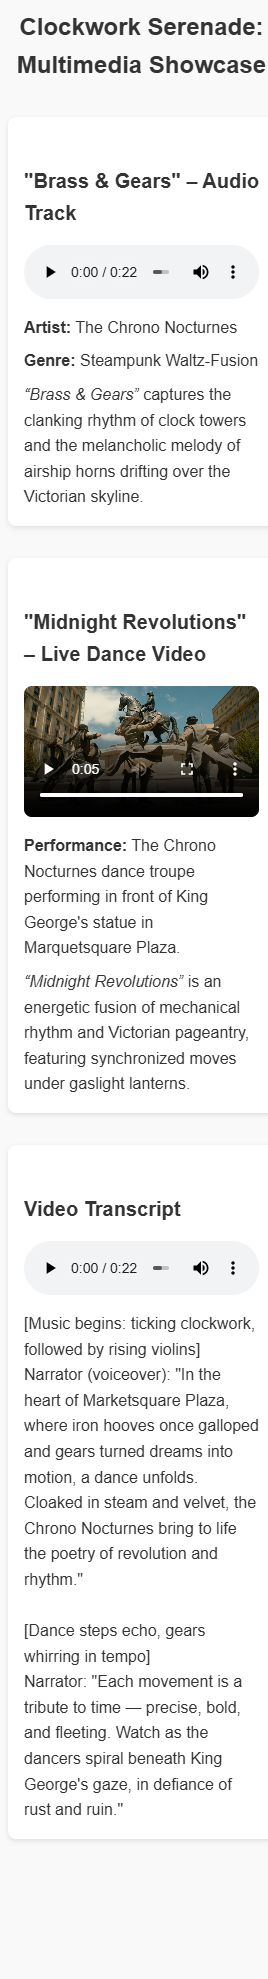 Clockwork Serenade:
Multimedia Showcase
"Brass & Gears" – Audio
Track
0:00 / 0:22
Artist: The Chrono Nocturnes
Genre: Steampunk Waltz-Fusion
“Brass & Gears” captures the
clanking rhythm of clock towers
and the melancholic melody of
airship horns drifting over the
Victorian skyline.
"Midnight Revolutions"
– Live Dance Video
0:05
Performance: The Chrono
Nocturnes dance troupe
performing in front of King
George's statue in
Marquetsquare Plaza.
“Midnight Revolutions” is an
energetic fusion of mechanical
rhythm and Victorian pageantry,
featuring synchronized moves
under gaslight lanterns.
Video Transcript
0:00 / 0:22
[Music begins: ticking clockwork,
followed by rising violins]
Narrator (voiceover): "In the
heart of Marketsquare Plaza,
where iron hooves once galloped
and gears turned dreams into
motion, a dance unfolds.
Cloaked in steam and velvet, the
Chrono Nocturnes bring to life
the poetry of revolution and
rhythm."
[Dance steps echo, gears
whirring in tempo]
Narrator: "Each movement is a
tribute to time — precise, bold,
and fleeting. Watch as the
dancers spiral beneath King
George's gaze, in defiance of
rust and ruin."